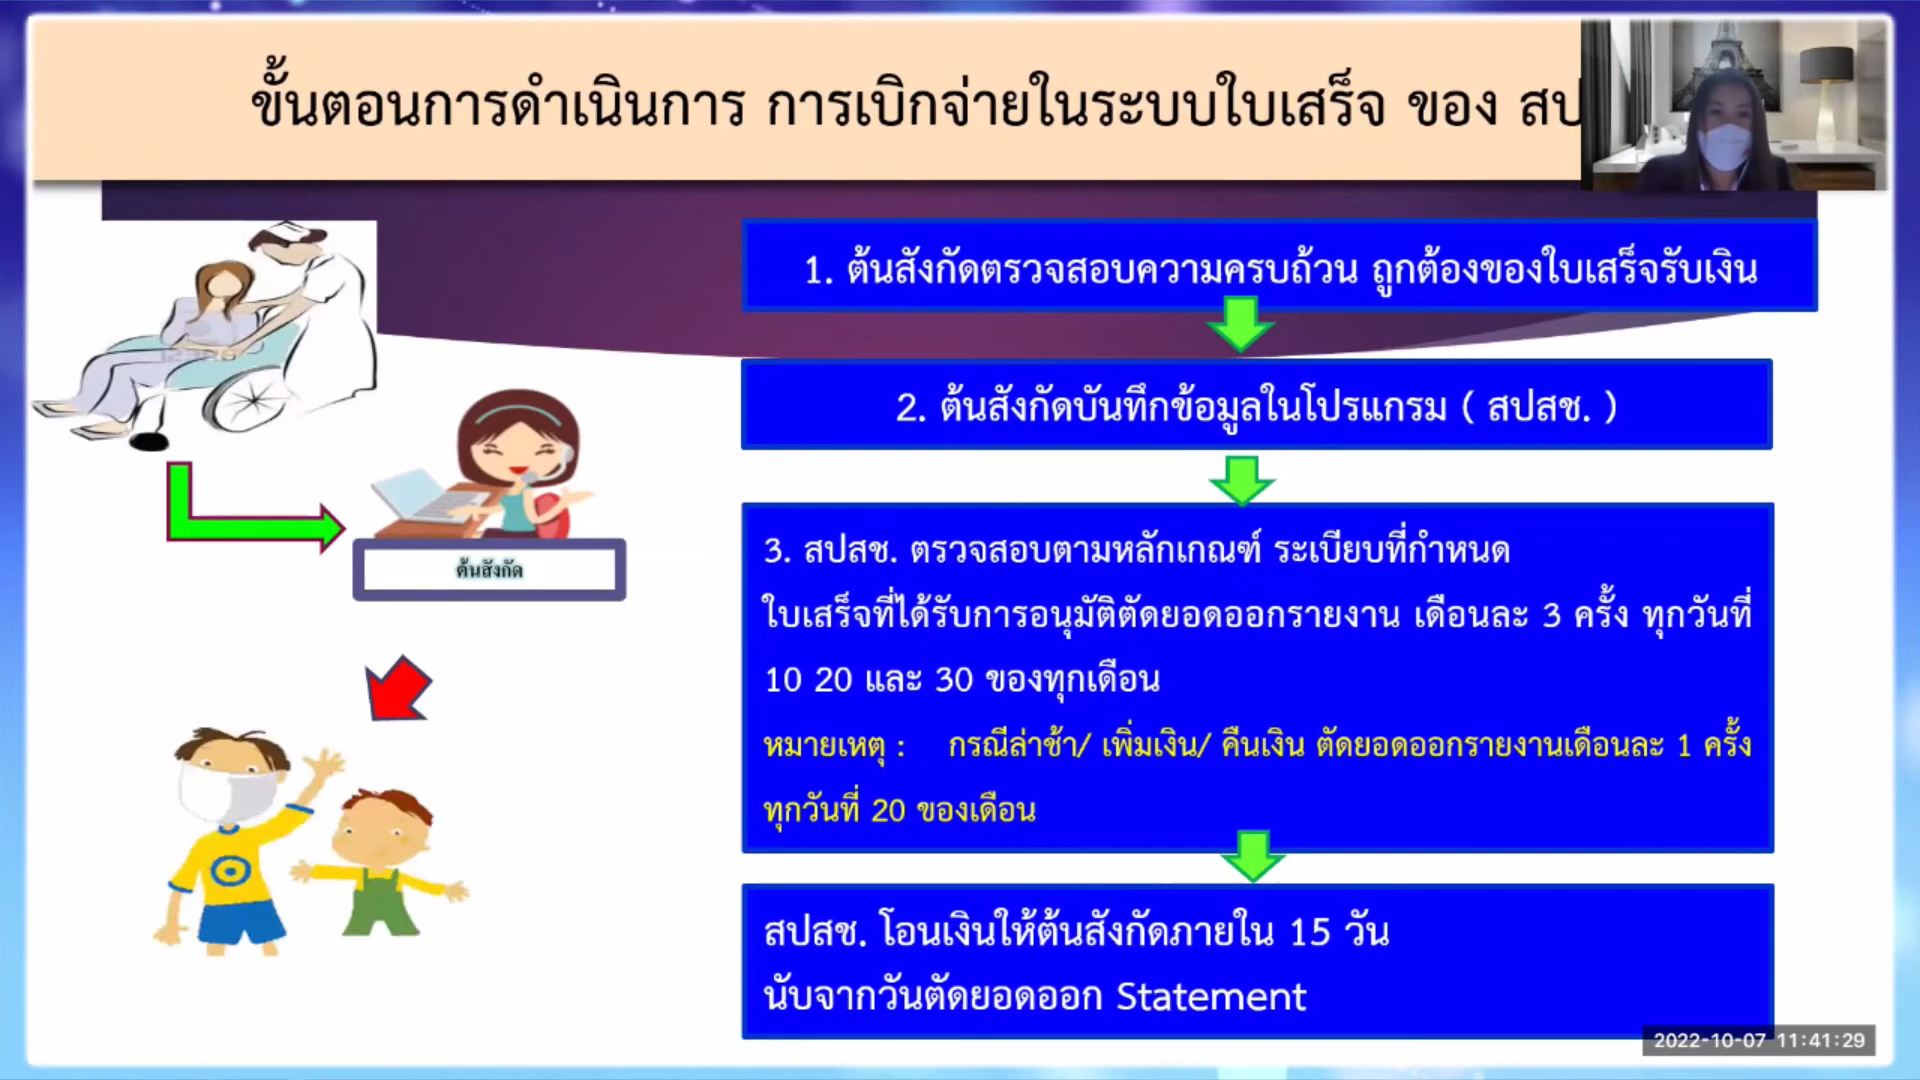 ขั้นตอนการดำเนินการ การเบิกจ่ายในระบบใบเสร็จ ของ สป
1. ต้นสังกัดตรวจสอบความครบถ้วน ถูกต้องของใบเสร็จรับเงิน
2. ต้นสังกัดบันทึกข้อมูลในโปรแกรม ( สปสช. )
ต้นสังกัด
3. สปสช. ตรวจสอบตามหลักเกณฑ์ ระเบียบที่กำหนด
ใบเสร็จที่ได้รับการอนุมัติตัดยอดออกรายงาน เดือนละ 3 ครั้ง ทุกวันที่
10 20 และ 30 ของทุกเดือน
หมายเหตุ : กรณีล่าช้า/ เพิ่มเงิน/ คืนเงิน ตัดยอดออกรายงานเดือนละ 1 ครั้ง
ทุกวันที่ 20 ของเดือน
สปสช. โอนเงินให้ต้นสังกัดภายใน 15 วัน
นับจากวันตัดยอดออก Statement
2022-10-07 11:41:29